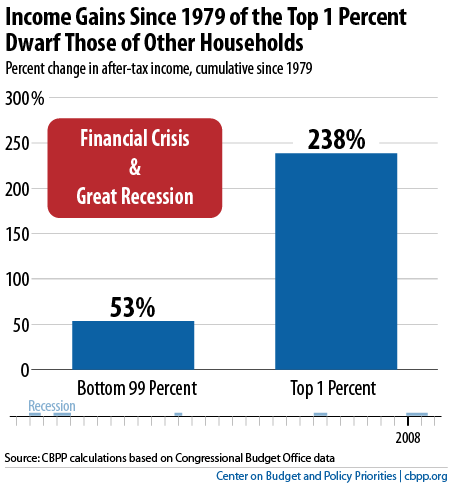 Income Gains Since 1979 of the Top 1 Percent
Dwarf Those of Other Households
Percent change in after-tax income, cumulative since 1979
300%
250
200
150
100
50
0
Financial Crisis
&
Great Recession
53%
238%
Bottom 99 Percent
Top 1 Percent
Recession
2008
Source: CBPP calculations based on Congressional Budget Office data
Center on Budget and Policy Priorities | cbpp.org